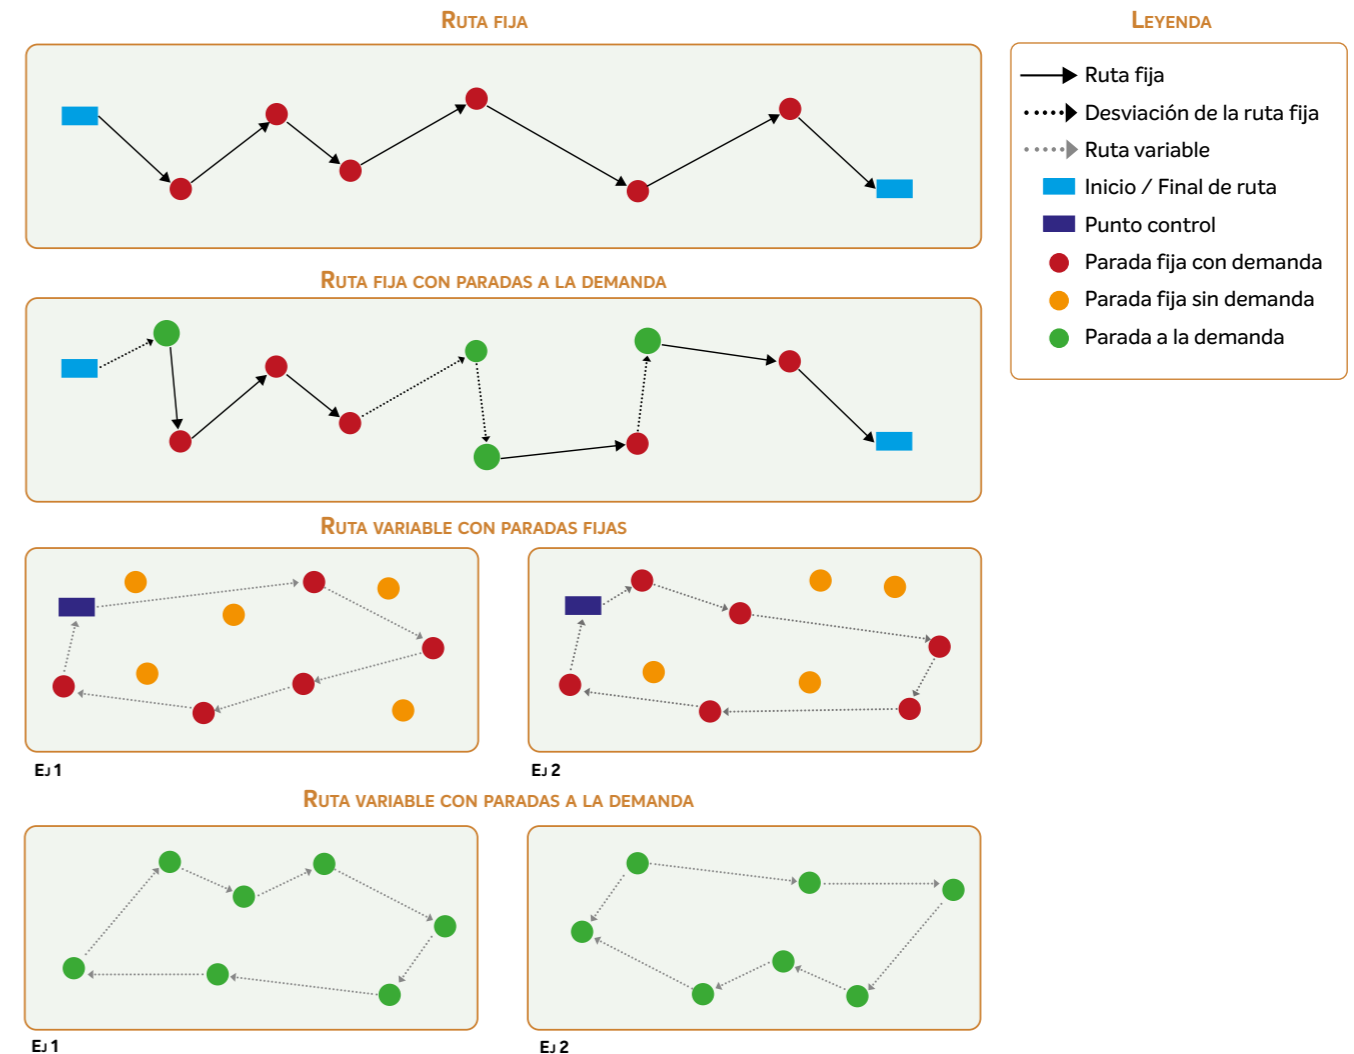 Ruta fija
Leyenda
Ruta fija
Desviación de la ruta fija
Ruta variable
Inicio / Final de ruta
Punto control
Parada fija con demanda
Parada fija sin demanda
Parada a la demanda
Ruta fija con paradas a la demanda
Ruta variable con paradas fijas
Ej 1
Ej 2
Ruta variable con paradas a la demanda
Ej 1
Ej 2